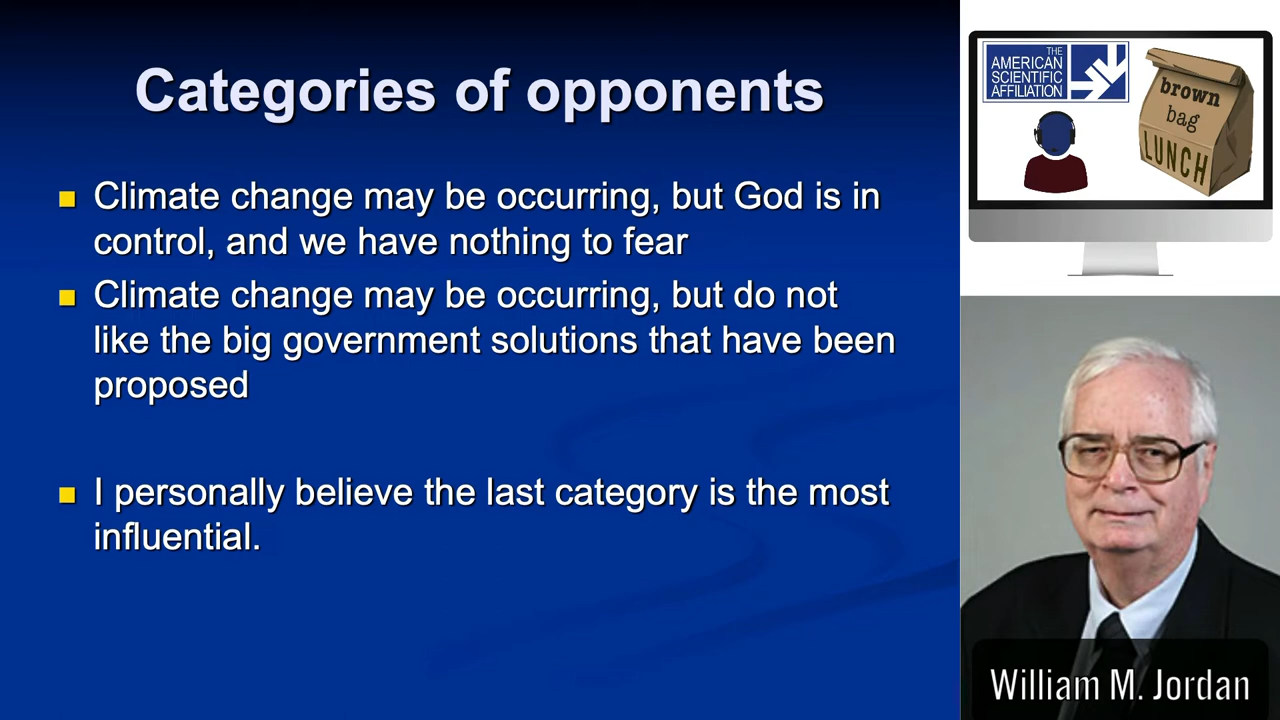 Categories of opponents
Climate change may be occurring, but God is in
control, and we have nothing to fear
Climate change may be occurring, but do not
like the big government solutions that have been
proposed
I personally believe the last category is the most
influential.
THE
AMERICAN
SCIENTIFIC
AFFILIATION
brown
bag
LUNCH
William M. Jordan